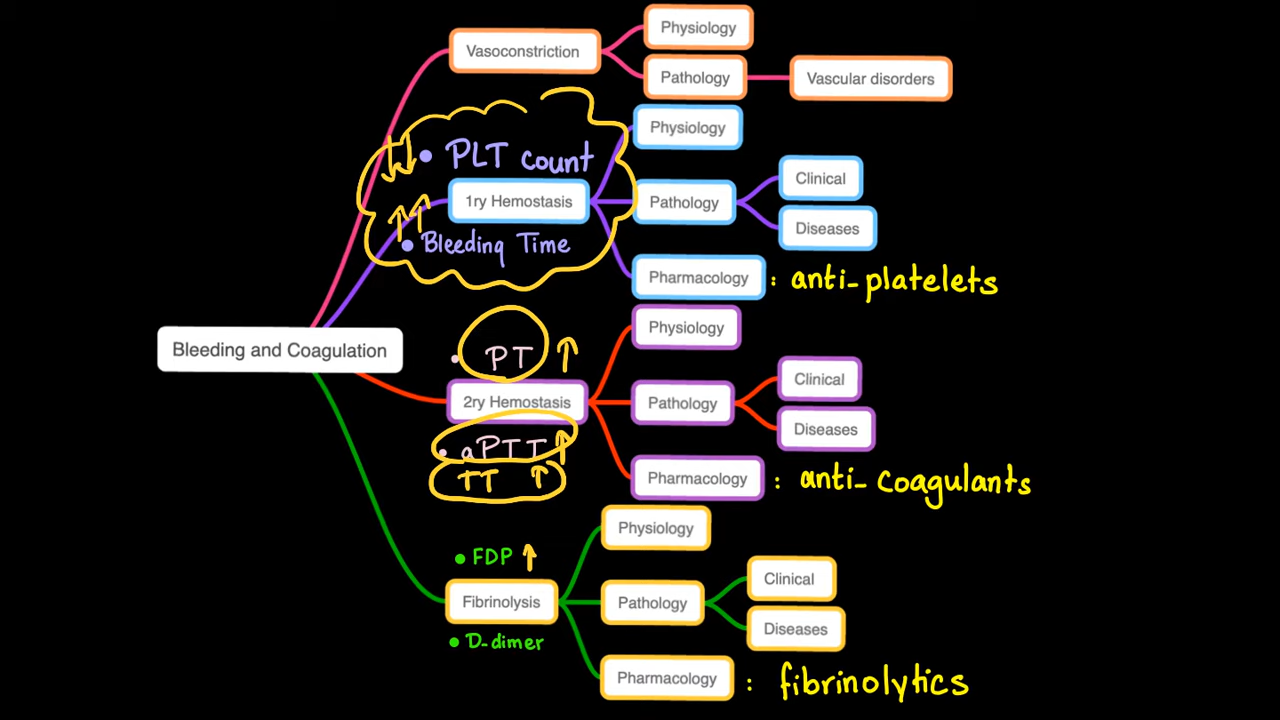 Bleeding and Coagulation
Vasoconstriction
Physiology
Pathology
Vascular disorders
↓↓ • PLT count
1ry Hemostasis
↑↑ • Bleeding Time
Physiology
Pathology
Clinical
Diseases
Pharmacology : anti-platelets
• PT ↑
2ry Hemostasis
• aPTT ↑
TT ↑
Physiology
Pathology
Clinical
Diseases
Pharmacology : anti-coagulants
• FDP ↑
Fibrinolysis
• D-dimer
Physiology
Pathology
Clinical
Diseases
Pharmacology : fibrinolytics